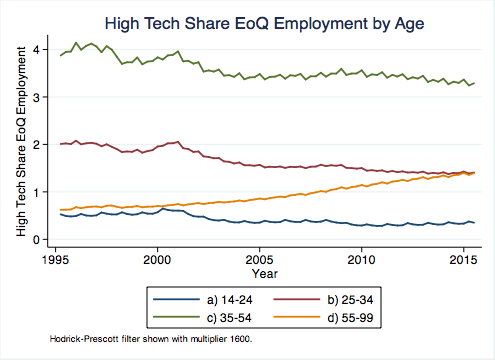 High Tech Share EoQ Employment by Age
High Tech Share EoQ Employment
4
3
2
1
0
1995 2000 2005 2010 2015
Year
a) 14-24 b) 25-34
c) 35-54 d) 55-99
Hodrick-Prescott filter shown with multiplier 1600.